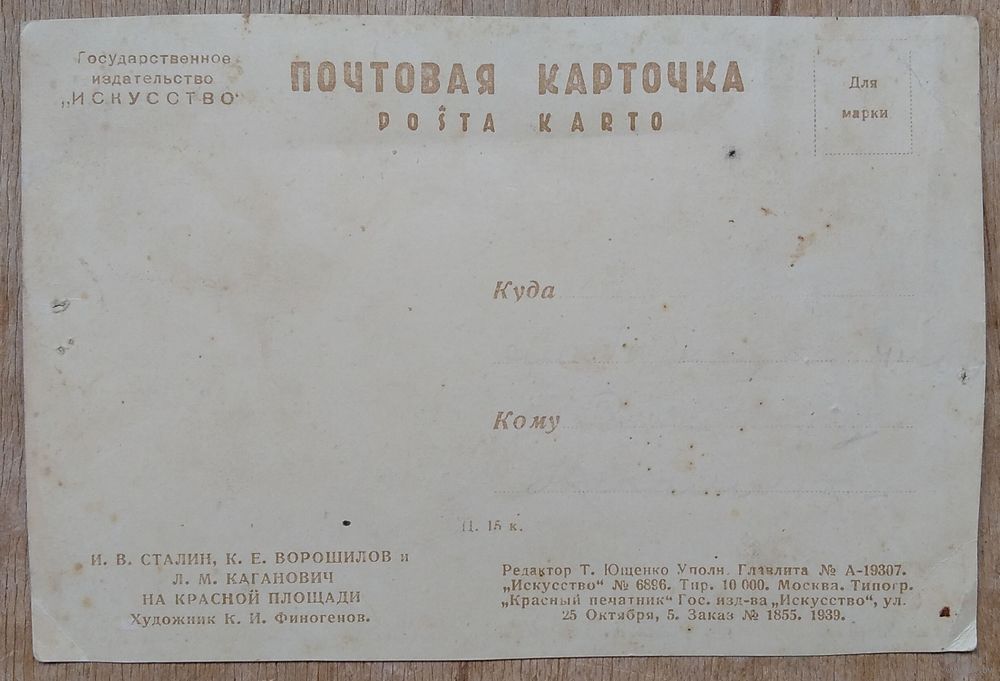 Государственное
издательство
„ИСКУССТВО"
ПОЧТОВАЯ КАРТОЧКА
POŜTA KARTO
Для
марки
Куда
Кому
Ц. 15 к.
И. В. СТАЛИН, К. Е. ВОРОШИЛОВ и
Л. М. КАГАНОВИЧ
НА КРАСНОЙ ПЛОЩАДИ
Художник К. И. Финогенов.
Редактор Т. Ющенко Уполн. Главлита № А-19307.
„Искусство" № 6896. Тир. 10 000. Москва. Типогр.
„Красный печатник" Гос. изд-ва „Искусство", ул.
25 Октября, 5. Заказ № 1855. 1939.